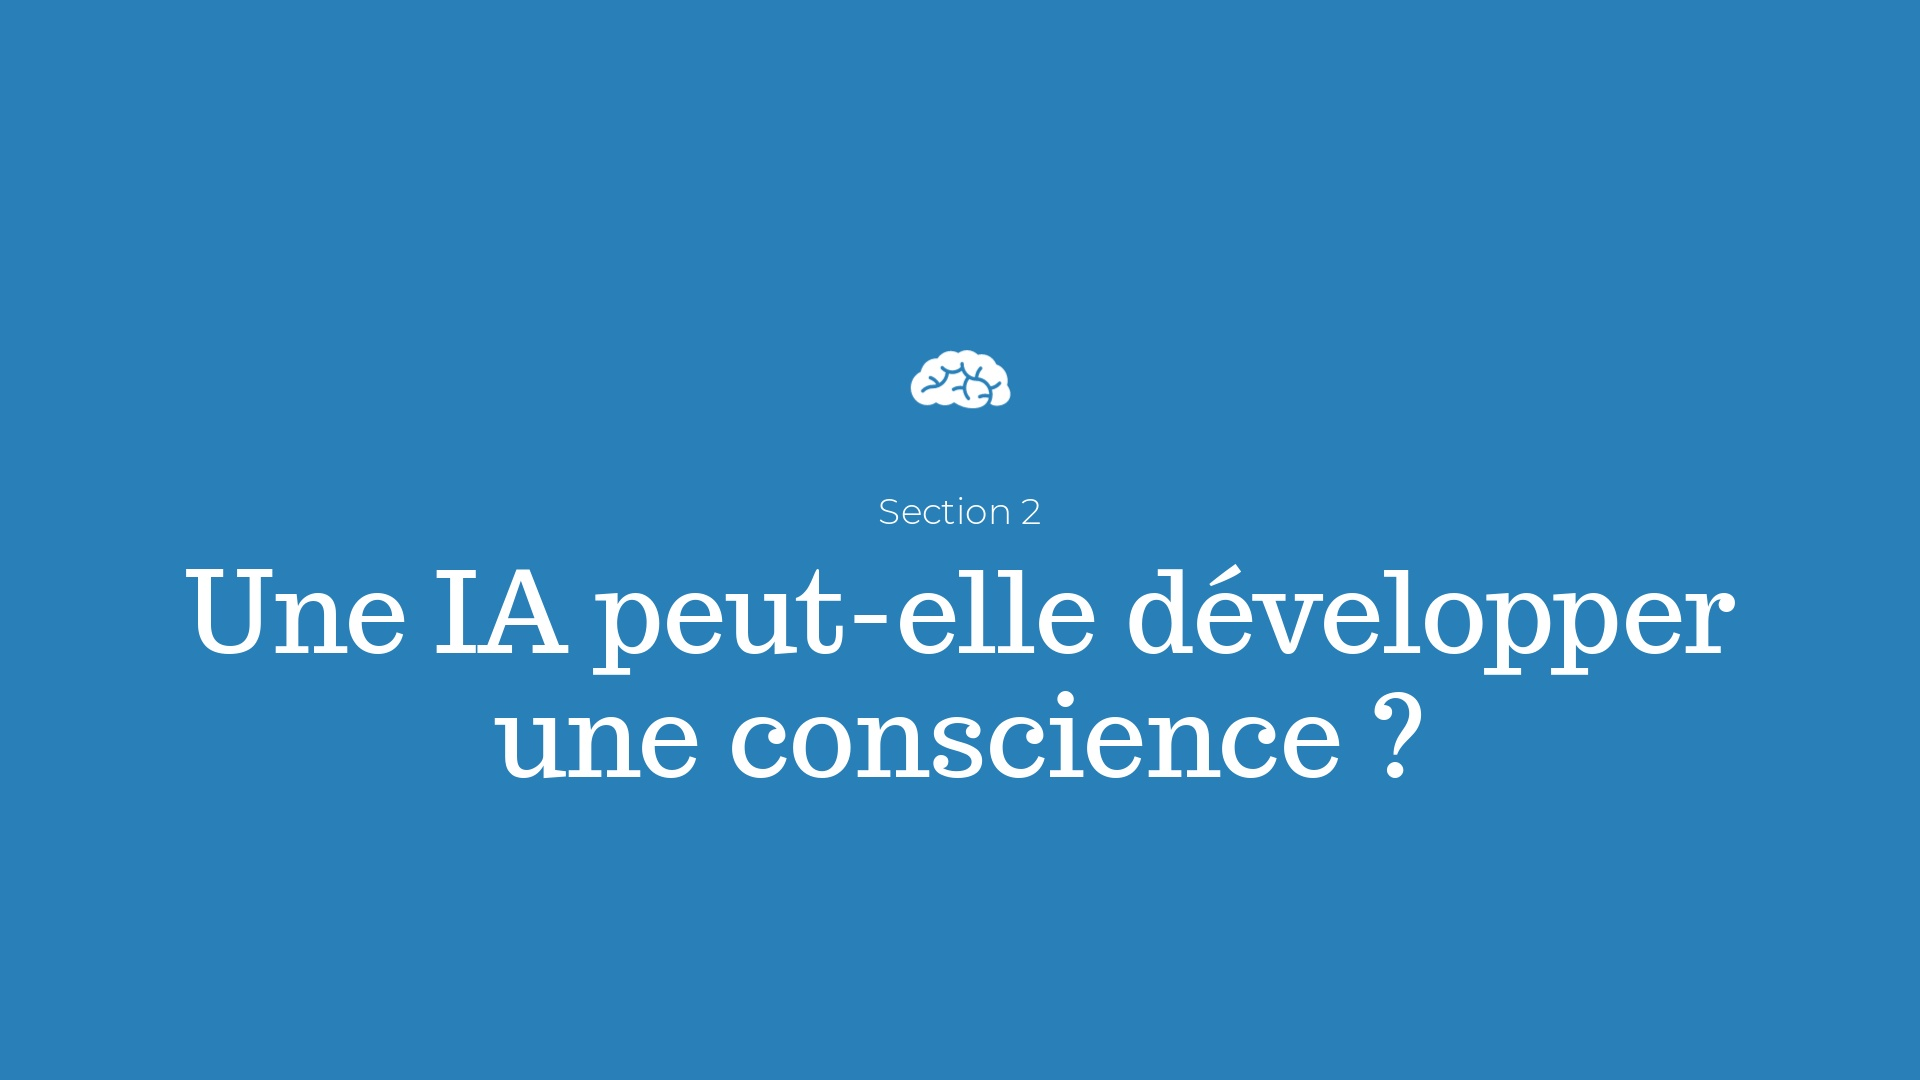 Section 2
Une IA peut-elle développer
une conscience ?